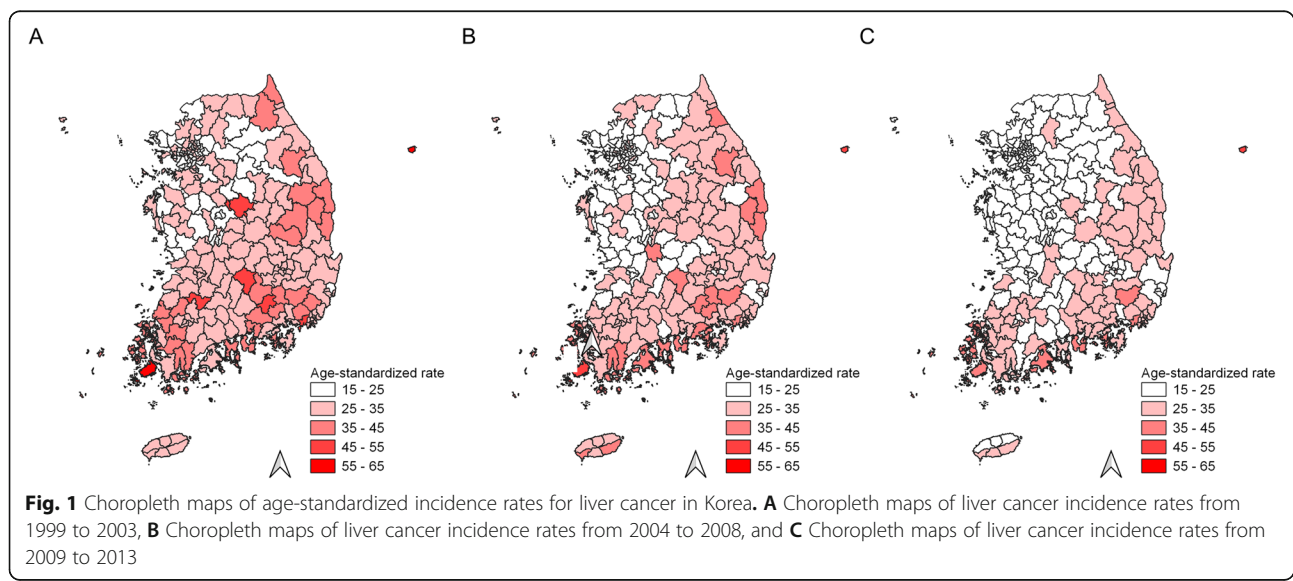 A
B
C
Age-standardized rate
15 - 25
25 - 35
35 - 45
45 - 55
55 - 65
Age-standardized rate
15 - 25
25 - 35
35 - 45
45 - 55
55 - 65
Age-standardized rate
15 - 25
25 - 35
35 - 45
45 - 55
55 - 65
Fig. 1 Choropleth maps of age-standardized incidence rates for liver cancer in Korea. A Choropleth maps of liver cancer incidence rates from
1999 to 2003, B Choropleth maps of liver cancer incidence rates from 2004 to 2008, and C Choropleth maps of liver cancer incidence rates from
2009 to 2013